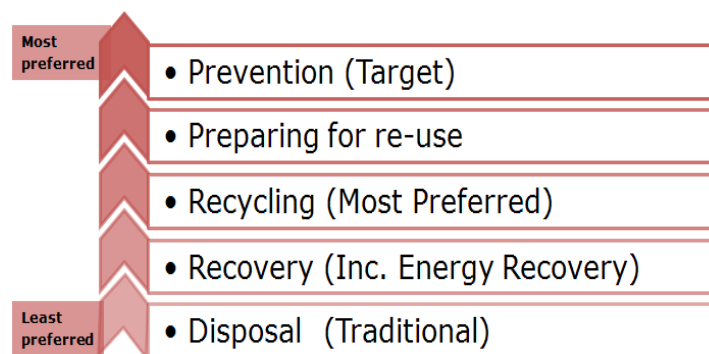 Most
preferred
• Prevention (Target)
• Preparing for re-use
• Recycling (Most Preferred)
• Recovery (Inc. Energy Recovery)
Least
preferred
• Disposal (Traditional)